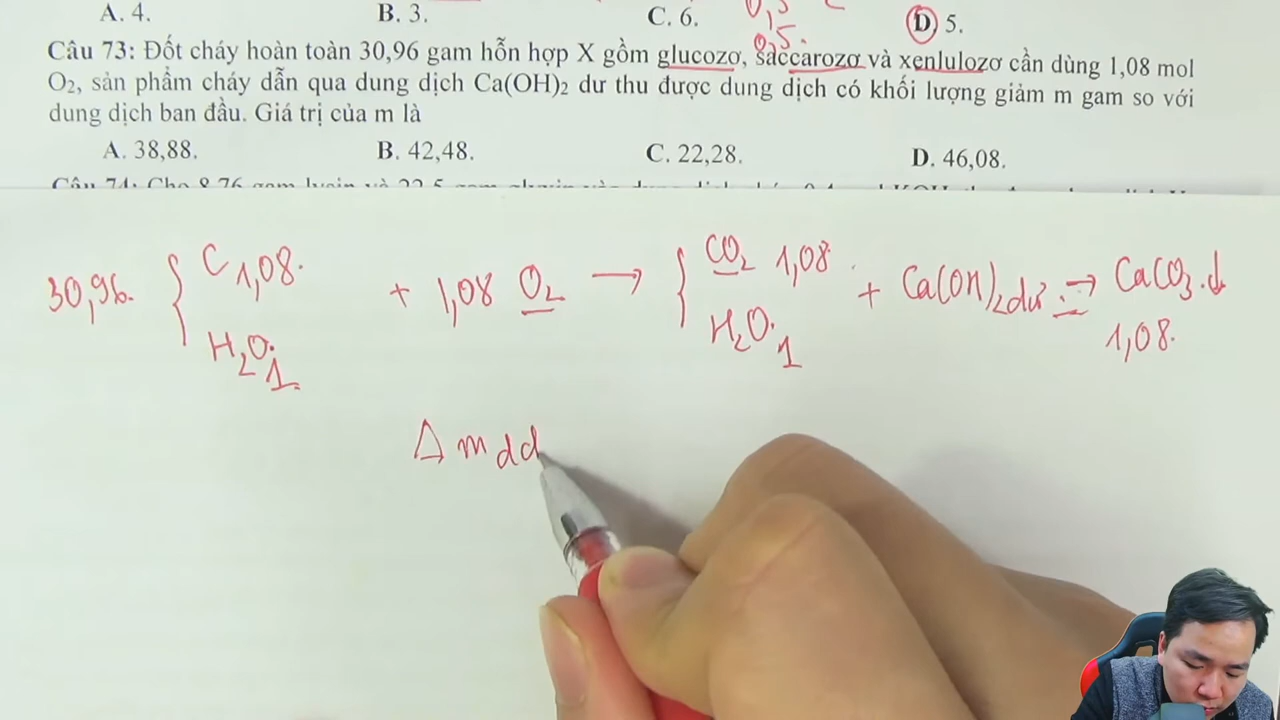 A. 4. B. 3. C. 6. D. 5.
Câu 73: Đốt cháy hoàn toàn 30,96 gam hỗn hợp X gồm glucozơ, saccarozơ và xenlulozơ cần dùng 1,08 mol
O2, sản phẩm cháy dẫn qua dung dịch Ca(OH)2 dư thu được dung dịch có khối lượng giảm m gam so với
dung dịch ban đầu. Giá trị của m là
A. 38,88. B. 42,48. C. 22,28. D. 46,08.
30,96. { C 1,08. + 1,08 O2 → { CO2 1,08. + Ca(OH)2 dư → CaCO3.↓
H2O. 1. H2O. 1 1,08.
Δ m dd